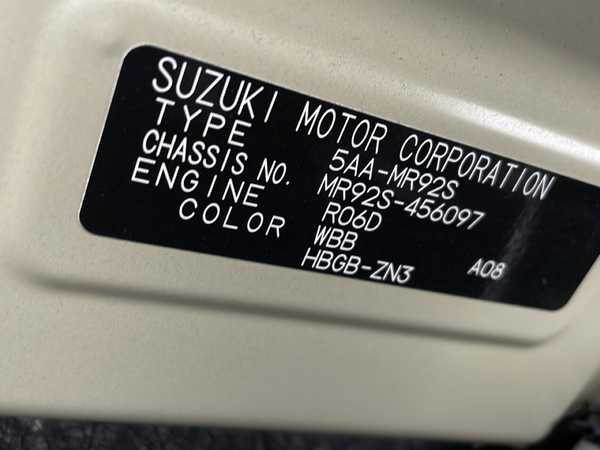 SUZUKI MOTOR CORPORATION
TYPE 5AA-MR92S
CHASSIS NO. MR92S-456097
ENGINE R06D
COLOR WBB
HBGB-ZN3 A08